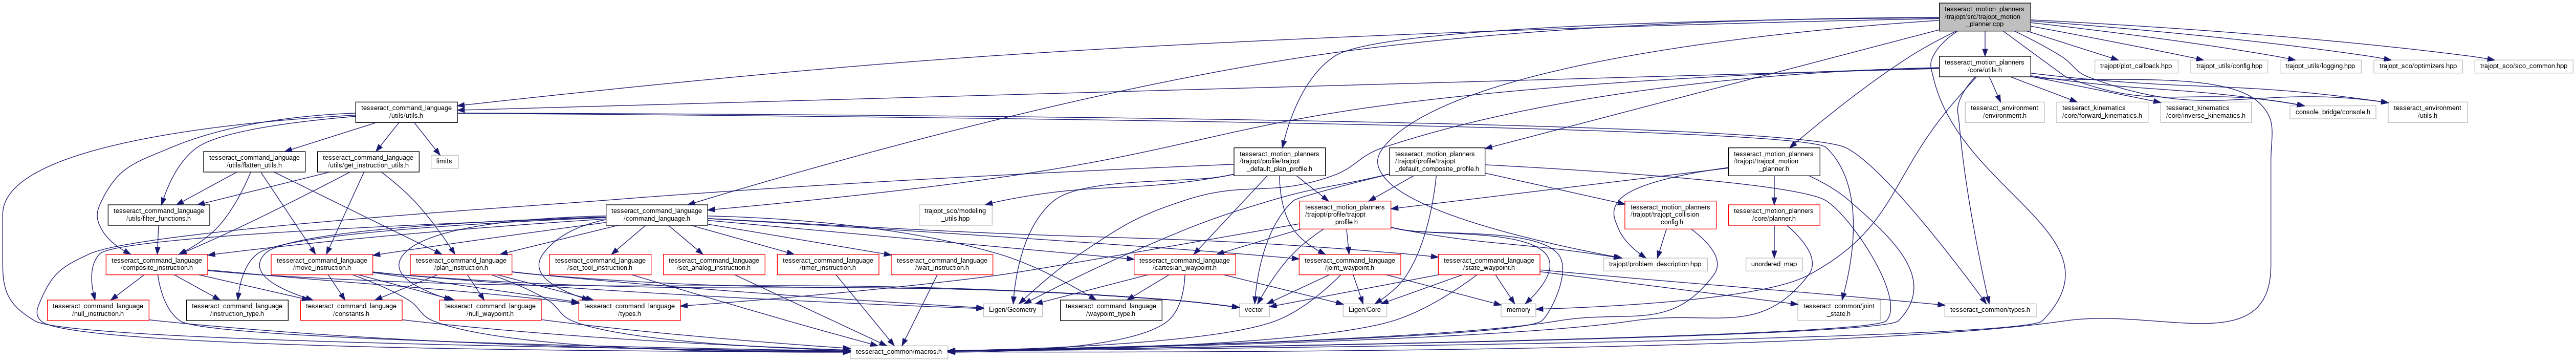 tesseract_motion_planners
/trajopt/src/trajopt_motion
_planner.cpp
tesseract_motion_planners
/core/utils.h
trajopt/plot_callback.hpp
trajopt_utils/config.hpp
trajopt_utils/logging.hpp
trajopt_sco/optimizers.hpp
trajopt_sco/sco_common.hpp
tesseract_command_language
/utils/utils.h
tesseract_environment
/environment.h
tesseract_kinematics
/core/forward_kinematics.h
tesseract_kinematics
/core/inverse_kinematics.h
console_bridge/console.h
tesseract_environment
/utils.h
tesseract_command_language
/utils/flatten_utils.h
tesseract_command_language
/utils/get_instruction_utils.h
limits
tesseract_motion_planners
/trajopt/profile/trajopt
_default_plan_profile.h
tesseract_motion_planners
/trajopt/profile/trajopt
_default_composite_profile.h
tesseract_motion_planners
/trajopt/trajopt_motion
_planner.h
tesseract_command_language
/utils/filter_functions.h
tesseract_command_language
/command_language.h
trajopt_sco/modeling
_utils.hpp
tesseract_motion_planners
/trajopt/profile/trajopt
_profile.h
tesseract_motion_planners
/trajopt/trajopt_collision
_config.h
tesseract_motion_planners
/core/planner.h
tesseract_command_language
/composite_instruction.h
tesseract_command_language
/move_instruction.h
tesseract_command_language
/plan_instruction.h
tesseract_command_language
/set_tool_instruction.h
tesseract_command_language
/set_analog_instruction.h
tesseract_command_language
/timer_instruction.h
tesseract_command_language
/wait_instruction.h
tesseract_command_language
/cartesian_waypoint.h
tesseract_command_language
/joint_waypoint.h
tesseract_command_language
/state_waypoint.h
trajopt/problem_description.hpp
unordered_map
tesseract_command_language
/null_instruction.h
tesseract_command_language
/instruction_type.h
tesseract_command_language
/constants.h
tesseract_command_language
/null_waypoint.h
tesseract_command_language
/types.h
Eigen/Geometry
tesseract_command_language
/waypoint_type.h
vector
Eigen/Core
memory
tesseract_common/joint
_state.h
tesseract_common/types.h
tesseract_common/macros.h